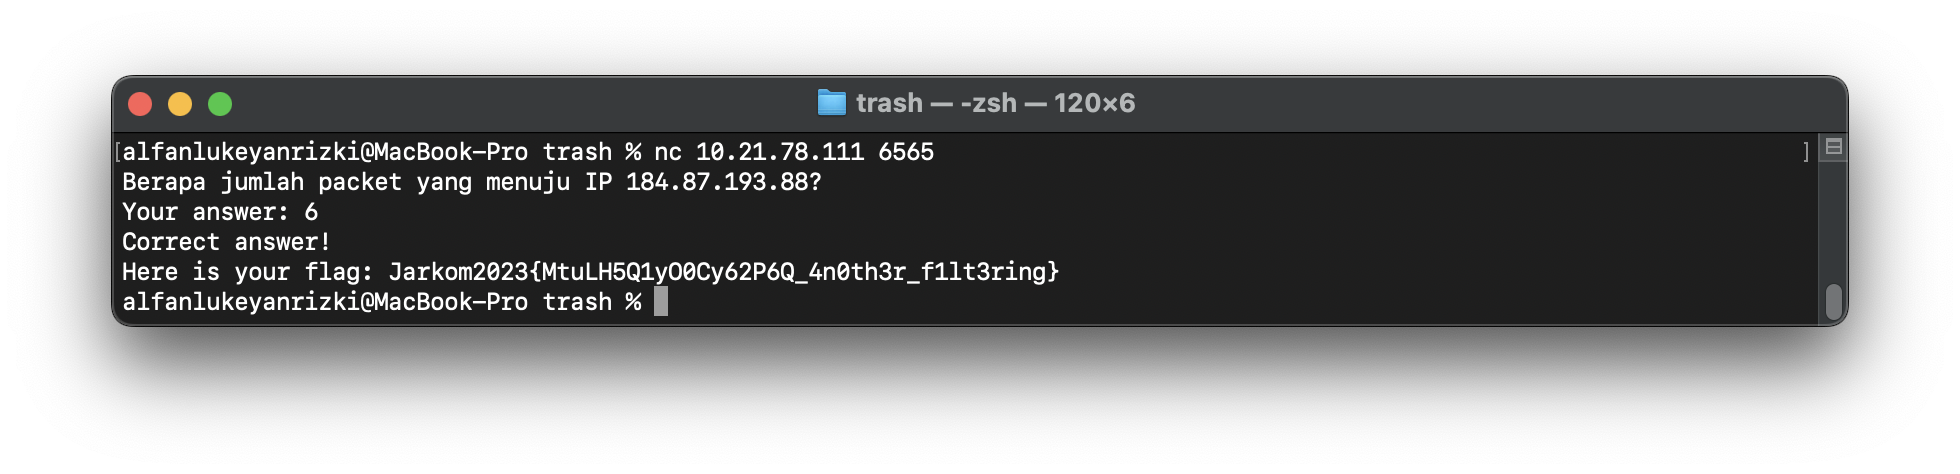 trash — -zsh — 120×6
[alfanlukeyanrizki@MacBook-Pro trash % nc 10.21.78.111 6565 ]
Berapa jumlah packet yang menuju IP 184.87.193.88?
Your answer: 6
Correct answer!
Here is your flag: Jarkom2023{MtuLH5Q1yO0Cy62P6Q_4n0th3r_f1lt3ring}
alfanlukeyanrizki@MacBook-Pro trash %